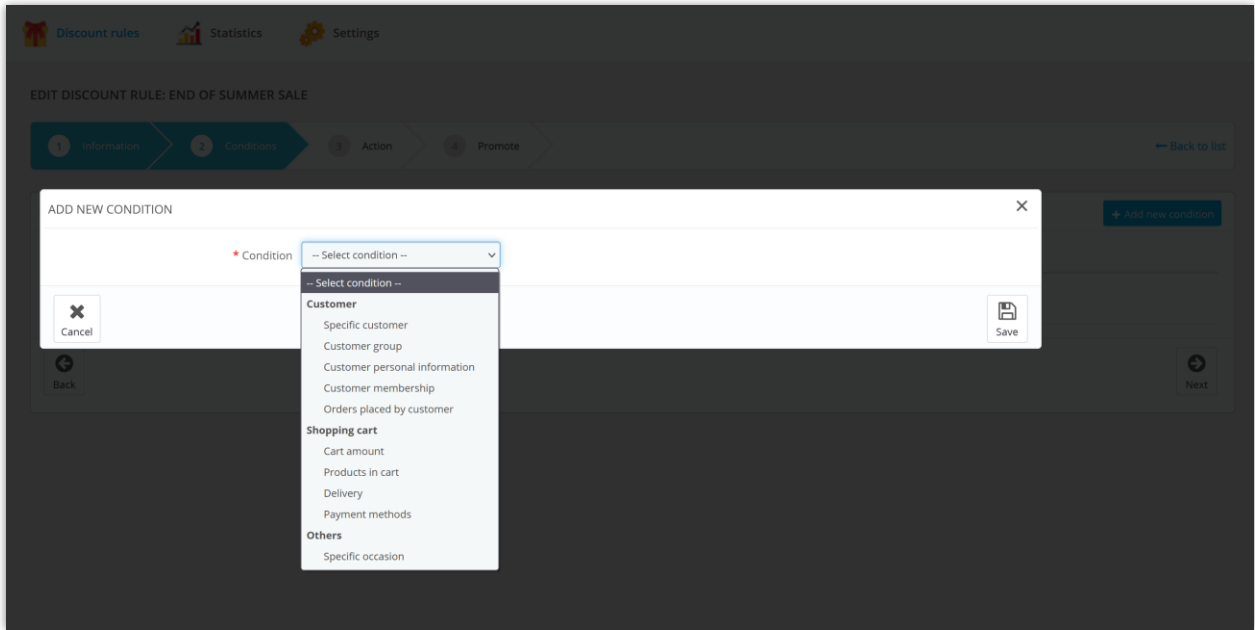 Discount rules Statistics Settings
EDIT DISCOUNT RULE: END OF SUMMER SALE
1 Information 2 Conditions 3 Action 4 Promote ← Back to list
ADD NEW CONDITION ×
+ Add new condition
* Condition -- Select condition --
-- Select condition --
Customer
Specific customer
Customer group
Customer personal information
Customer membership
Orders placed by customer
Shopping cart
Cart amount
Products in cart
Delivery
Payment methods
Others
Specific occasion
Cancel
Save
Back
Next